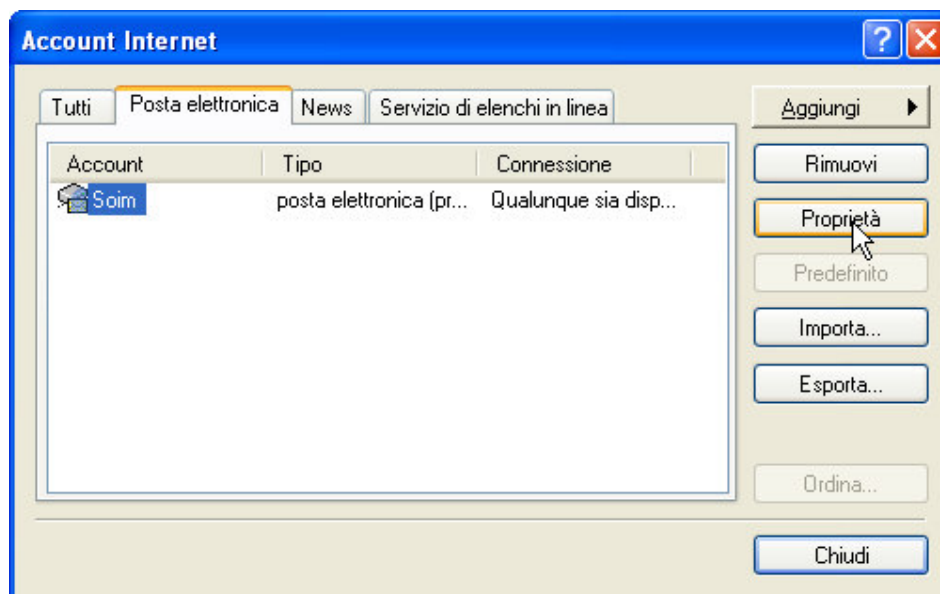 Account Internet
Tutti Posta elettronica News Servizio di elenchi in linea
Aggiungi
Account Tipo Connessione
Rimuovi
Soim posta elettronica (pr... Qualunque sia disp...
Proprietà
Predefinito
Importa...
Esporta...
Ordina...
Chiudi